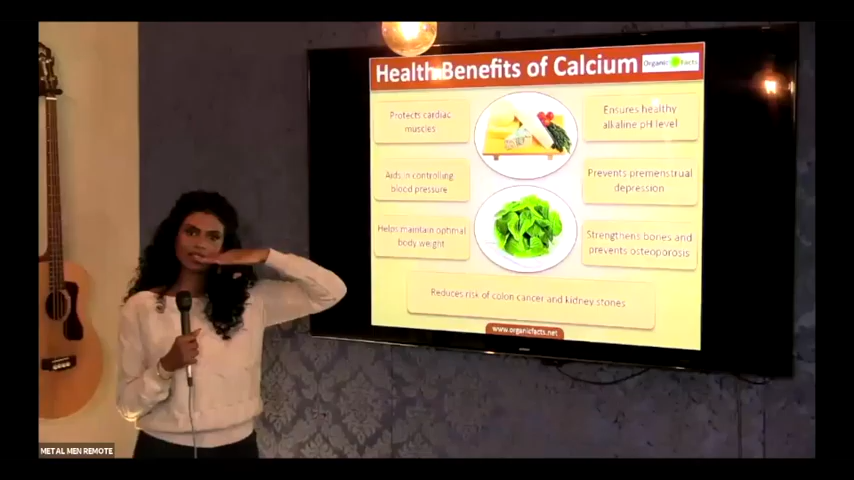 Health Benefits of Calcium
Organic Facts
Protects cardiac
muscles
Ensures healthy
alkaline pH level
Aids in controlling
blood pressure
Prevents premenstrual
depression
Helps maintain optimal
body weight
Strengthens bones and
prevents osteoporosis
Reduces risk of colon cancer and kidney stones
www.organicfacts.net
METAL MEN REMOTE